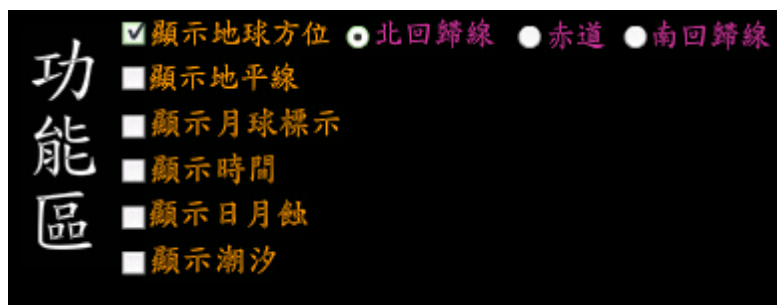 功能區
顯示地球方位 北回歸線 赤道 南回歸線
顯示地平線
顯示月球標示
顯示時間
顯示日月蝕
顯示潮汐